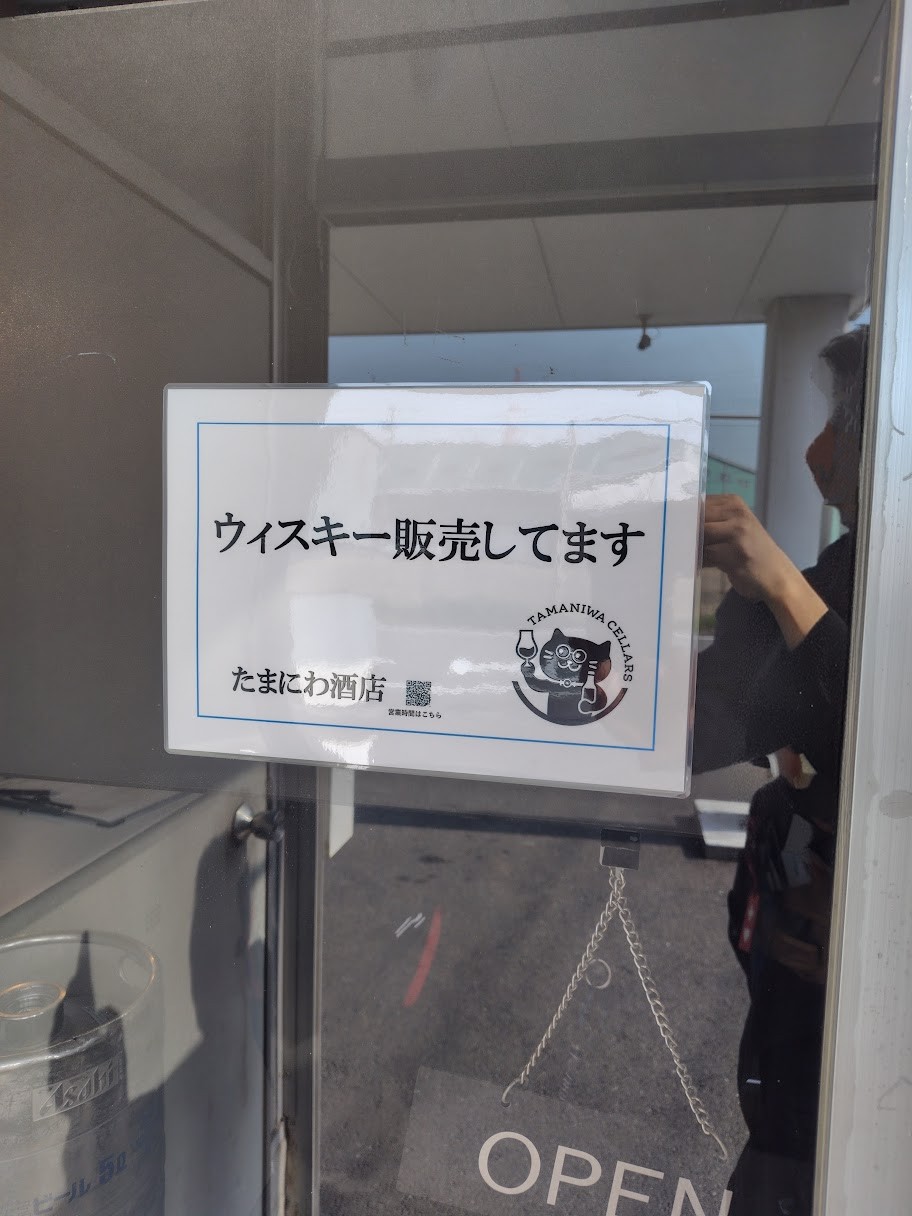 ウィスキー販売してます
TAMANIWA CELLARS
たまにわ酒店
営業時間はこちら
Asahi
OPEN